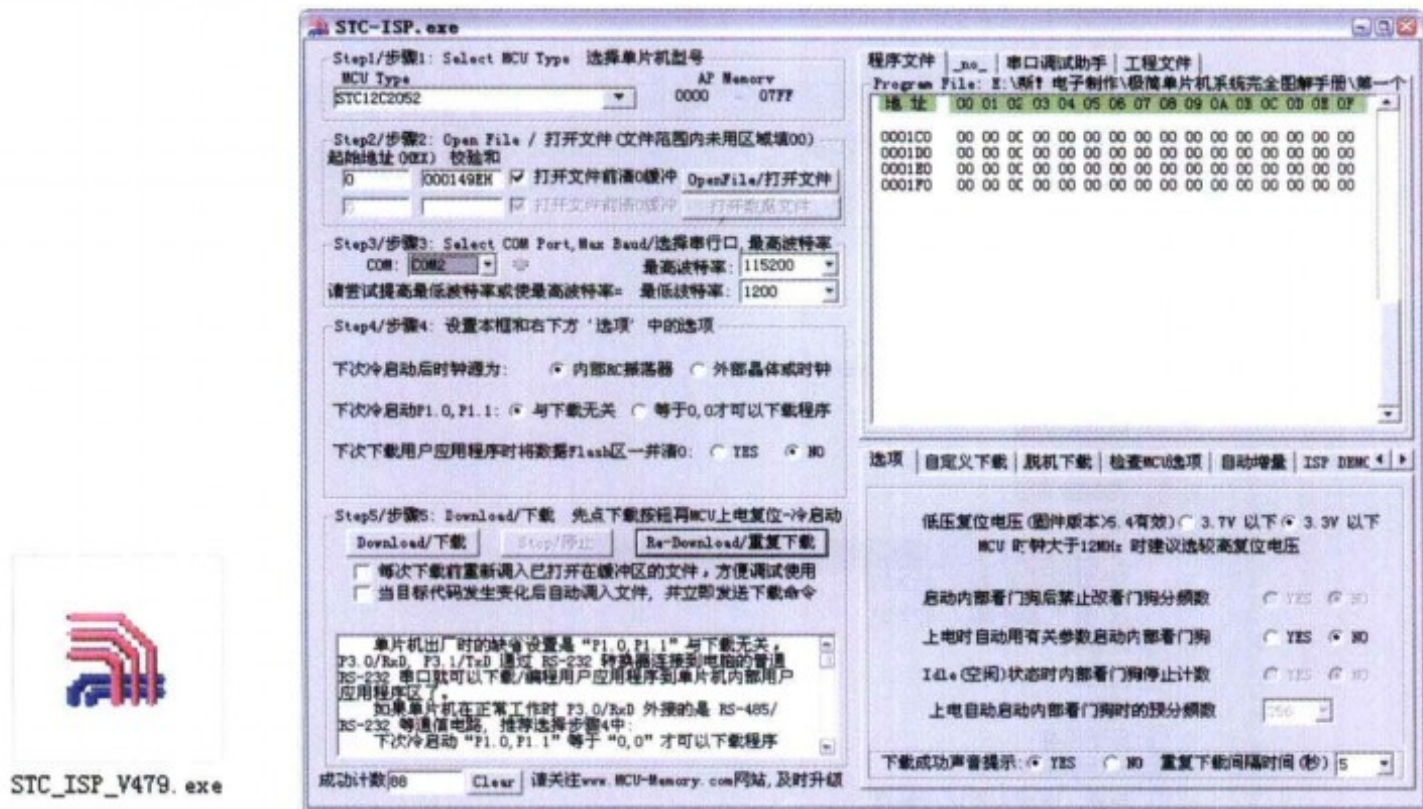 STC-ISP.exe
Step1/步骤1: Select MCU Type 选择单片机型号
MCU Type AP Memory
STC12C2052 0000 - 07FF
Step2/步骤2: Open File / 打开文件(文件范围内未用区域填00)
起始地址(HEX) 校验和
0 000149EH 打开文件前清0缓冲 OpenFile/打开文件
0 打开文件前清0缓冲 打开数据文件
Step3/步骤3: Select COM Port,Max Baud/选择串行口,最高波特率
COM: COM2 最高波特率: 115200
请尝试提高最低波特率或使最高波特率= 最低波特率: 1200
Step4/步骤4: 设置本框和右下方 '选项' 中的选项
下次冷启动后时钟源为: 内部RC振荡器 外部晶体或时钟
下次冷启动P1.0,P1.1: 与下载无关 等于0,0才可以下载程序
下次下载用户应用程序时将数据Flash区一并清0: YES NO
Step5/步骤5: Download/下载 先点下载按钮再MCU上电复位-冷启动
Download/下载 Stop/停止 Re-Download/重复下载
每次下载前重新调入已打开在缓冲区的文件,方便调试使用
当目标代码发生变化后自动调入文件,并立即发送下载命令
单片机出厂时的缺省设置是 "P1.0,P1.1" 与下载无关,
P3.0/RxD, P3.1/TxD 通过 RS-232 转换器连接到电脑的普通
RS-232 串口就可以下载/编程用户应用程序到单片机内部用户
应用程序区了。
如果单片机在正常工作时 P3.0/RxD 外接的是 RS-485/
RS-232 等通信电路, 推荐选择步骤4中:
下次冷启动 "P1.0,P1.1" 等于 "0,0" 才可以下载程序
成功计数 88 Clear 请关注www.MCU-Memory.com网站,及时升级
程序文件 _no_ 串口调试助手 工程文件
Program File: E:\新! 电子制作\极简单片机系统完全图解手册\第一个
地 址 00 01 02 03 04 05 06 07 08 09 0A 0B 0C 0D 0E 0F
0001C0 00 00 0C 00 00 00 00 00 00 00 00 00 00 00 00 00
0001D0 00 00 0C 00 00 00 00 00 00 00 00 00 00 00 00 00
0001E0 00 00 0C 00 00 00 00 00 00 00 00 00 00 00 00 00
0001F0 00 00 0C 00 00 00 00 00 00 00 00 00 00 00 00 00
选项 自定义下载 脱机下载 检查MCU选项 自动增量 ISP DEMC
低压复位电压(固件版本>5.4有效) 3.7V 以下 3.3V 以下
MCU 时钟大于12MHz 时建议选较高复位电压
启动内部看门狗后禁止改看门狗分频数 YES NO
上电时自动用有关参数启动内部看门狗 YES NO
Idle(空闲)状态时内部看门狗停止计数 YES NO
上电自动启动内部看门狗时的预分频数 256
下载成功声音提示: YES NO 重复下载间隔时间(秒) 5
STC_ISP_V479.exe